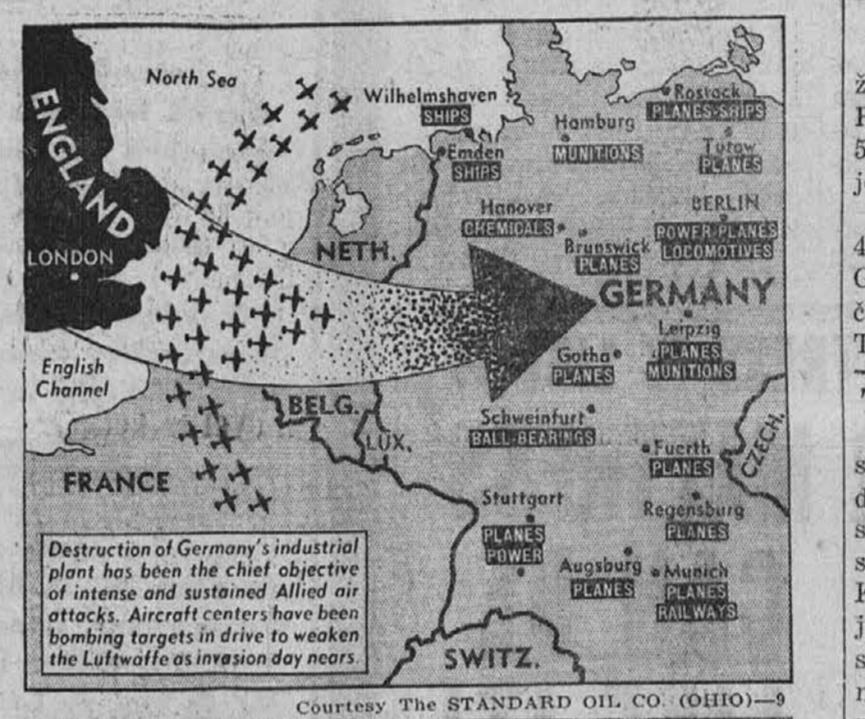 North Sea
ENGLAND
LONDON
English
Channel
Wilhelmshaven
SHIPS
Emden
SHIPS
Hamburg
MUNITIONS
Rostock
PLANES-SHIPS
Tutow
PLANES
Hanover
CHEMICALS
Brunswick
PLANES
BERLIN
POWER-PLANES
LOCOMOTIVES
NETH.
GERMANY
Leipzig
PLANES
MUNITIONS
Gotha
PLANES
BELG.
LUX.
Schweinfurt
BALL-BEARINGS
CZECH.
Fuerth
PLANES
FRANCE
Stuttgart
PLANES
POWER
Regensburg
PLANES
Augsburg
PLANES
Munich
PLANES
RAILWAYS
SWITZ.
Destruction of Germany's industrial
plant has been the chief objective
of intense and sustained Allied air
attacks. Aircraft centers have been
bombing targets in drive to weaken
the Luftwaffe as invasion day nears.
Courtesy The STANDARD OIL CO. (OHIO)—9